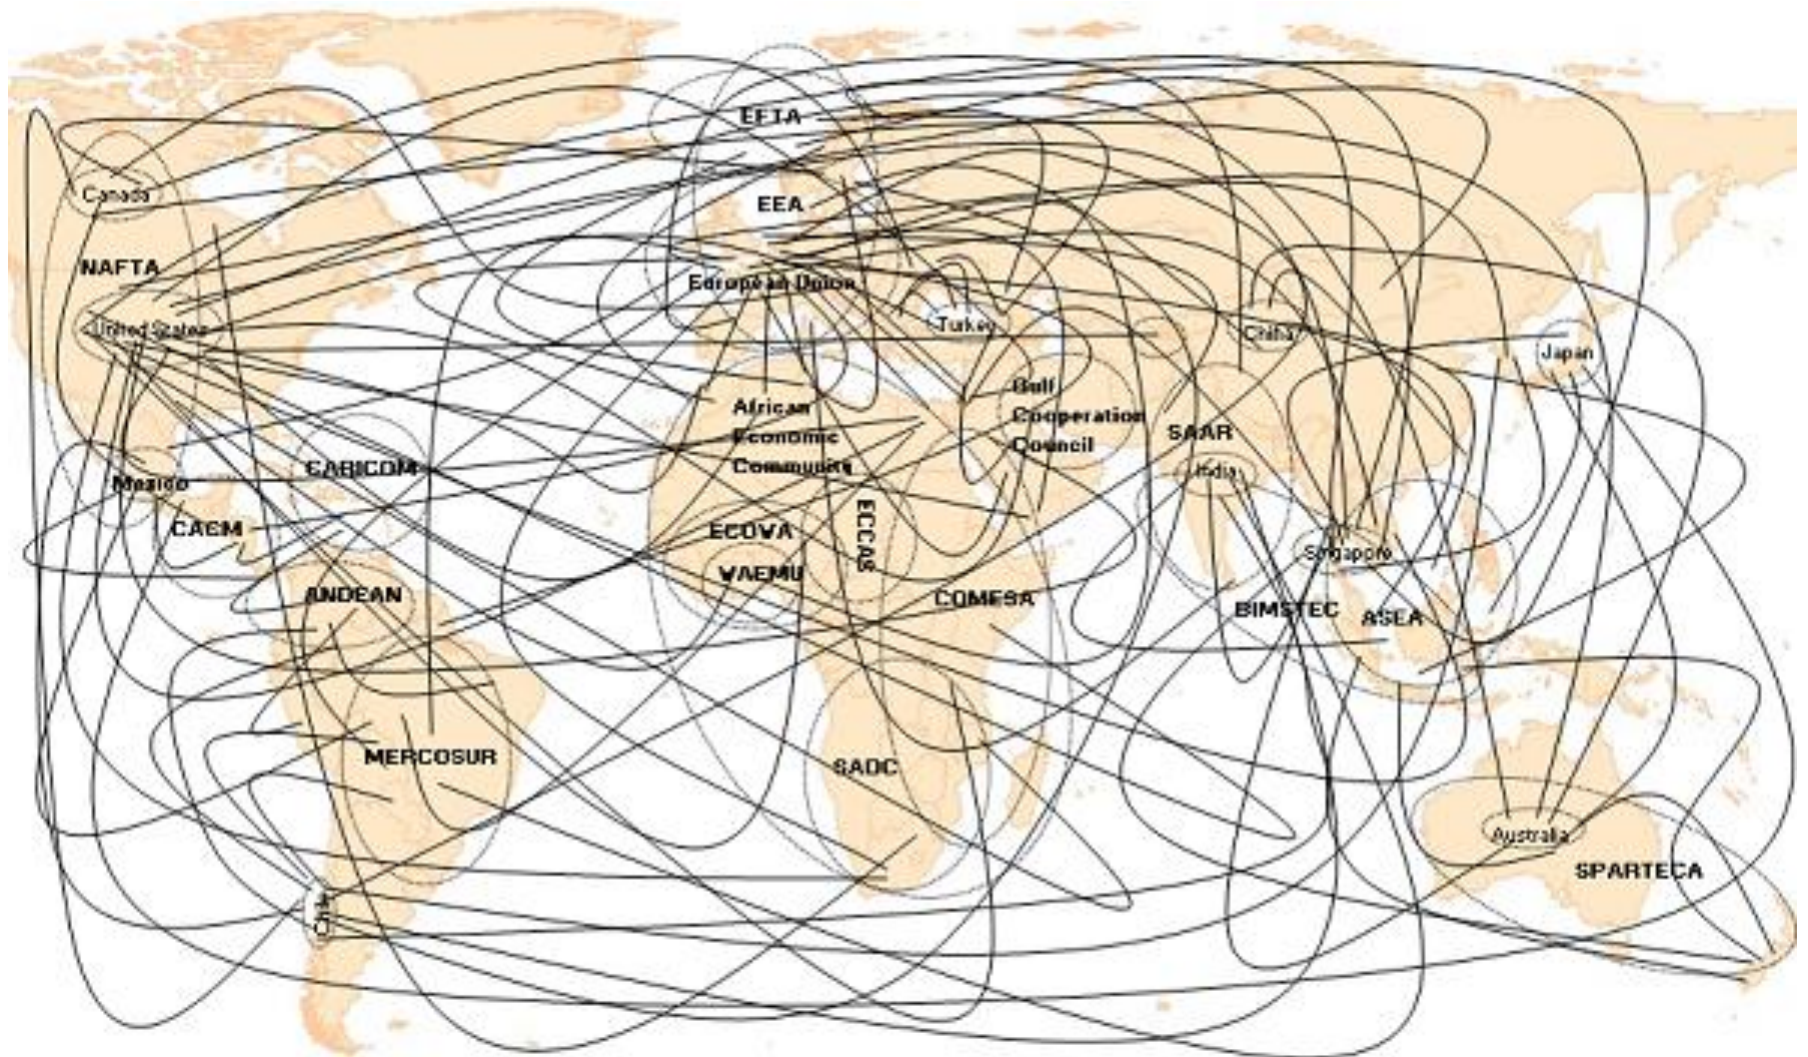 EFTA
Canada
EEA
NAFTA
European Union
United States
Turkey
China
Japan
Gulf
Cooperation
Council
African
Economic
Community
SAAR
CARICOM
India
Mexico
CACM
ECOWA
ECCAS
Singapore
WAEMU
ANDEAN
COMESA
BIMSTEC
ASEA
MERCOSUR
SADC
Australia
SPARTECA
Chile